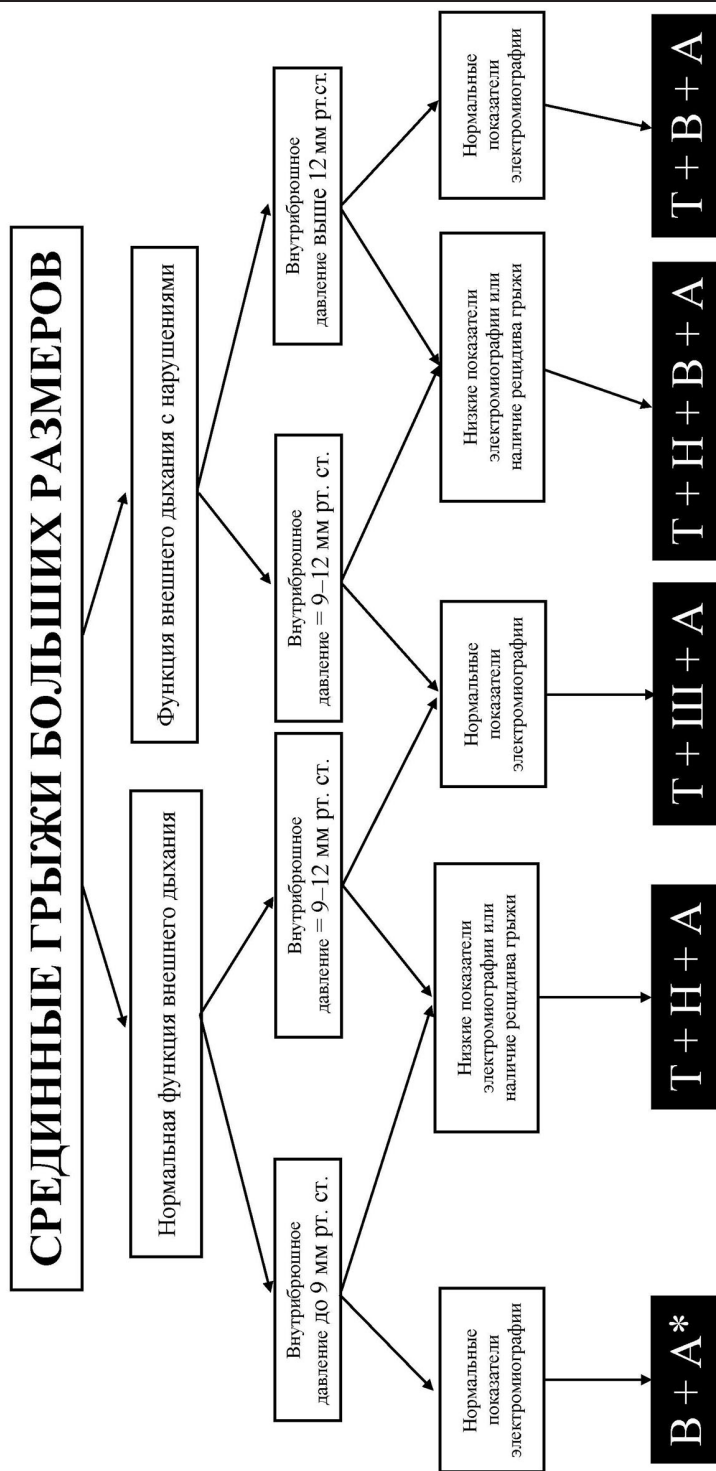 СРЕДИННЫЕ ГРЫЖИ БОЛЬШИХ РАЗМЕРОВ
Нормальная функция внешнего дыхания
Функция внешнего дыхания с нарушениями
Внутрибрюшное
давление до 9 мм рт. ст.
Внутрибрюшное
давление = 9–12 мм рт. ст.
Внутрибрюшное
давление = 9–12 мм рт. ст.
Внутрибрюшное
давление выше 12 мм рт.ст.
Нормальные
показатели
электромиографии
Низкие показатели
электромиографии или
наличие рецидива грыжи
Нормальные
показатели
электромиографии
Низкие показатели
электромиографии или
наличие рецидива грыжи
Нормальные
показатели
электромиографии
В + А*
Т + Н + А
Т + Ш + А
Т + Н + В + А
Т + В + А